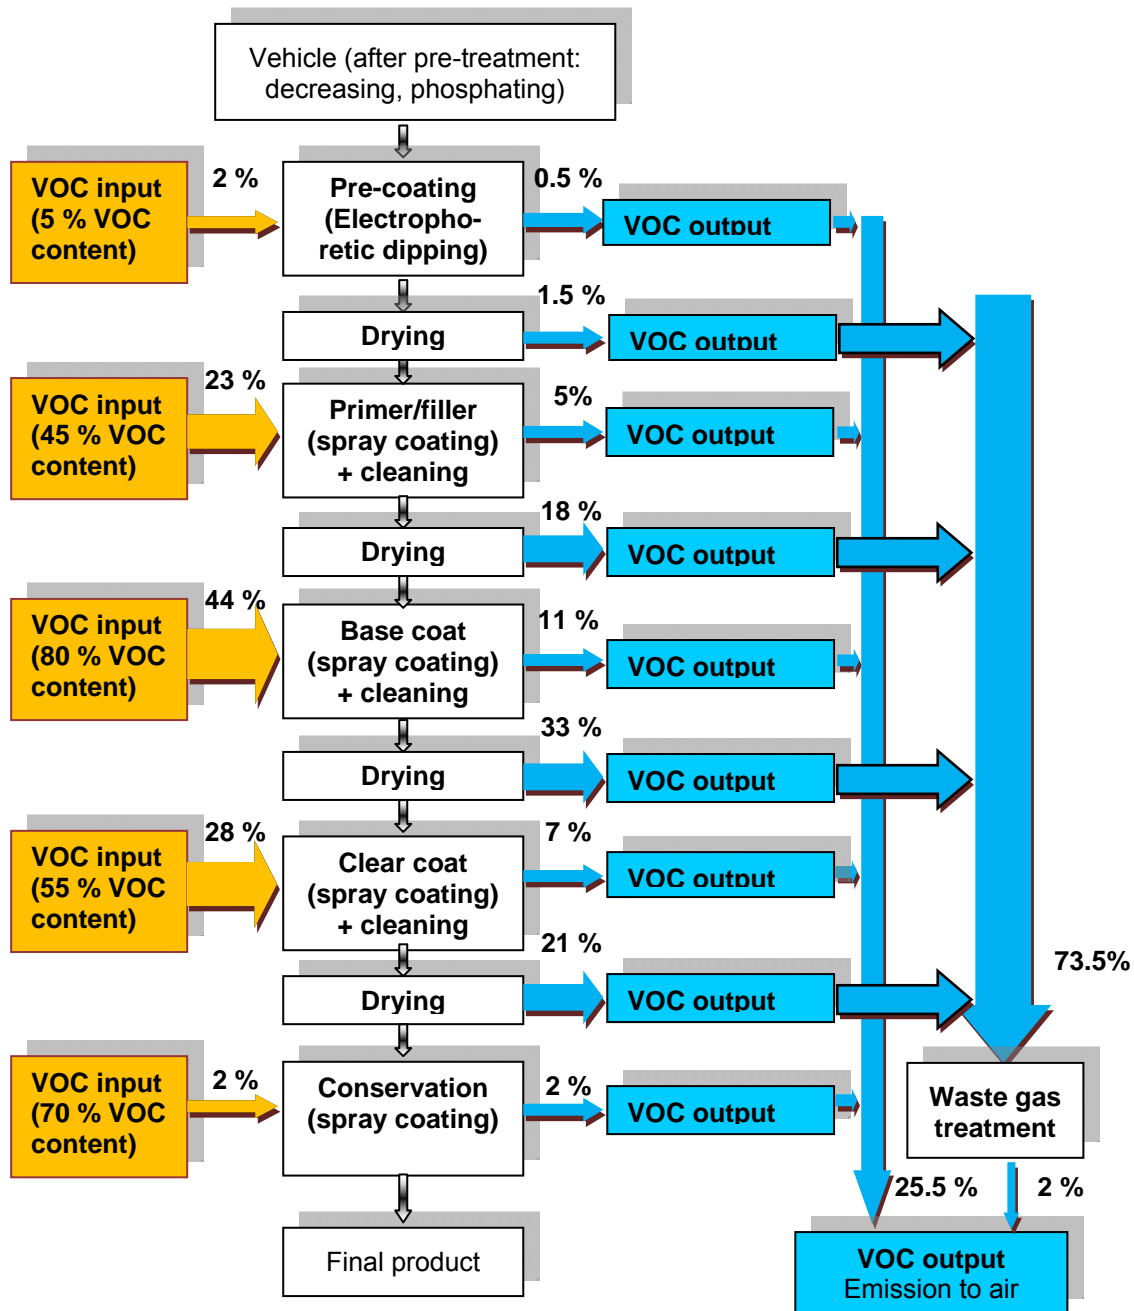 Vehicle (after pre-treatment:
decreasing, phosphating)
VOC input
(5 % VOC
content)
2 %
Pre-coating
(Electropho-
retic dipping)
0.5 %
VOC output
Drying
1.5 %
VOC output
VOC input
(45 % VOC
content)
23 %
Primer/filler
(spray coating)
+ cleaning
5%
VOC output
Drying
18 %
VOC output
VOC input
(80 % VOC
content)
44 %
Base coat
(spray coating)
+ cleaning
11 %
VOC output
Drying
33 %
VOC output
VOC input
(55 % VOC
content)
28 %
Clear coat
(spray coating)
+ cleaning
7 %
VOC output
Drying
21 %
VOC output
73.5%
VOC input
(70 % VOC
content)
2 %
Conservation
(spray coating)
2 %
VOC output
Waste gas
treatment
25.5 %
2 %
Final product
VOC output
Emission to air